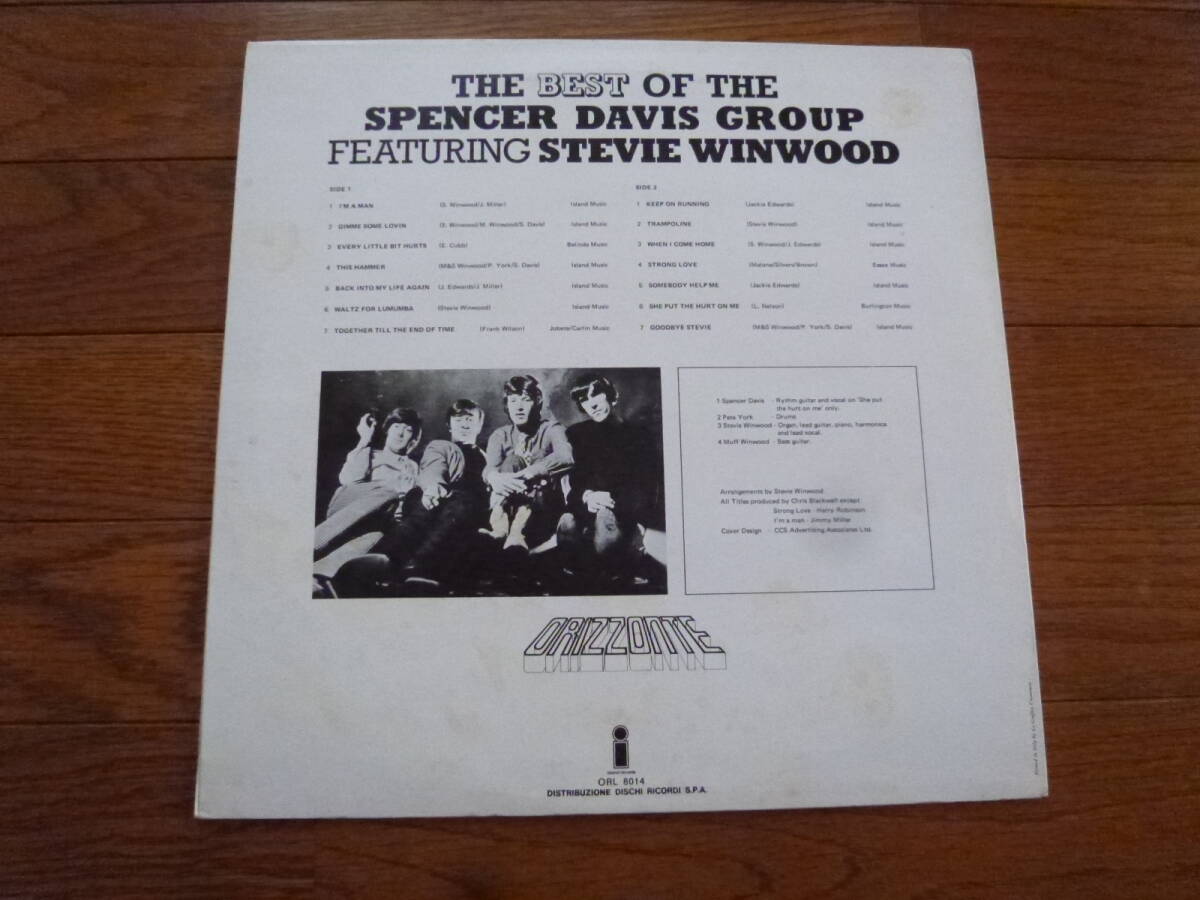 THE BEST OF THE
SPENCER DAVIS GROUP
FEATURING STEVIE WINWOOD
SIDE 1
1 I'M A MAN (S. Winwood/J. Miller) Island Music
2 GIMME SOME LOVIN (S. Winwood/M. Winwood/S. Davis) Island Music
3 EVERY LITTLE BIT HURTS (E. Cobb) Belinda Music
4 THIS HAMMER (M&S Winwood/P. York/S. Davis) Island Music
5 BACK INTO MY LIFE AGAIN (J. Edwards/J. Miller) Island Music
6 WALTZ FOR LUMUMBA (Stevie Winwood) Island Music
7 TOGETHER TILL THE END OF TIME (Frank Wilson) Jobete/Carlin Music
SIDE 2
1 KEEP ON RUNNING (Jackie Edwards) Island Music
2 TRAMPOLINE (Stevie Winwood) Island Music
3 WHEN I COME HOME (S. Winwood/J. Edwards) Island Music
4 STRONG LOVE (Malone/Silvers/Brown) Essex Music
5 SOMEBODY HELP ME (Jackie Edwards) Island Music
6 SHE PUT THE HURT ON ME (L. Nelson) Burlington Music
7 GOODBYE STEVIE (M&S Winwood/P. York/S. Davis) Island Music
1 Spencer Davis - Rythm guitar and vocal on 'She put
the hurt on me' only.
2 Pete York - Drums
3 Stevie Winwood - Organ, lead guitar, piano, harmonica
and lead vocal.
4 Muff Winwood - Bass guitar.
Arrangements by Stevie Winwood
All Titles produced by Chris Blackwell except
Strong Love - Harry Robinson
I'm a man - Jimmy Miller
Cover Design - CCS Advertising Associates Ltd.
ORIZZONTE
i
ORL 8014
DISTRIBUZIONE DISCHI RICORDI S.P.A.